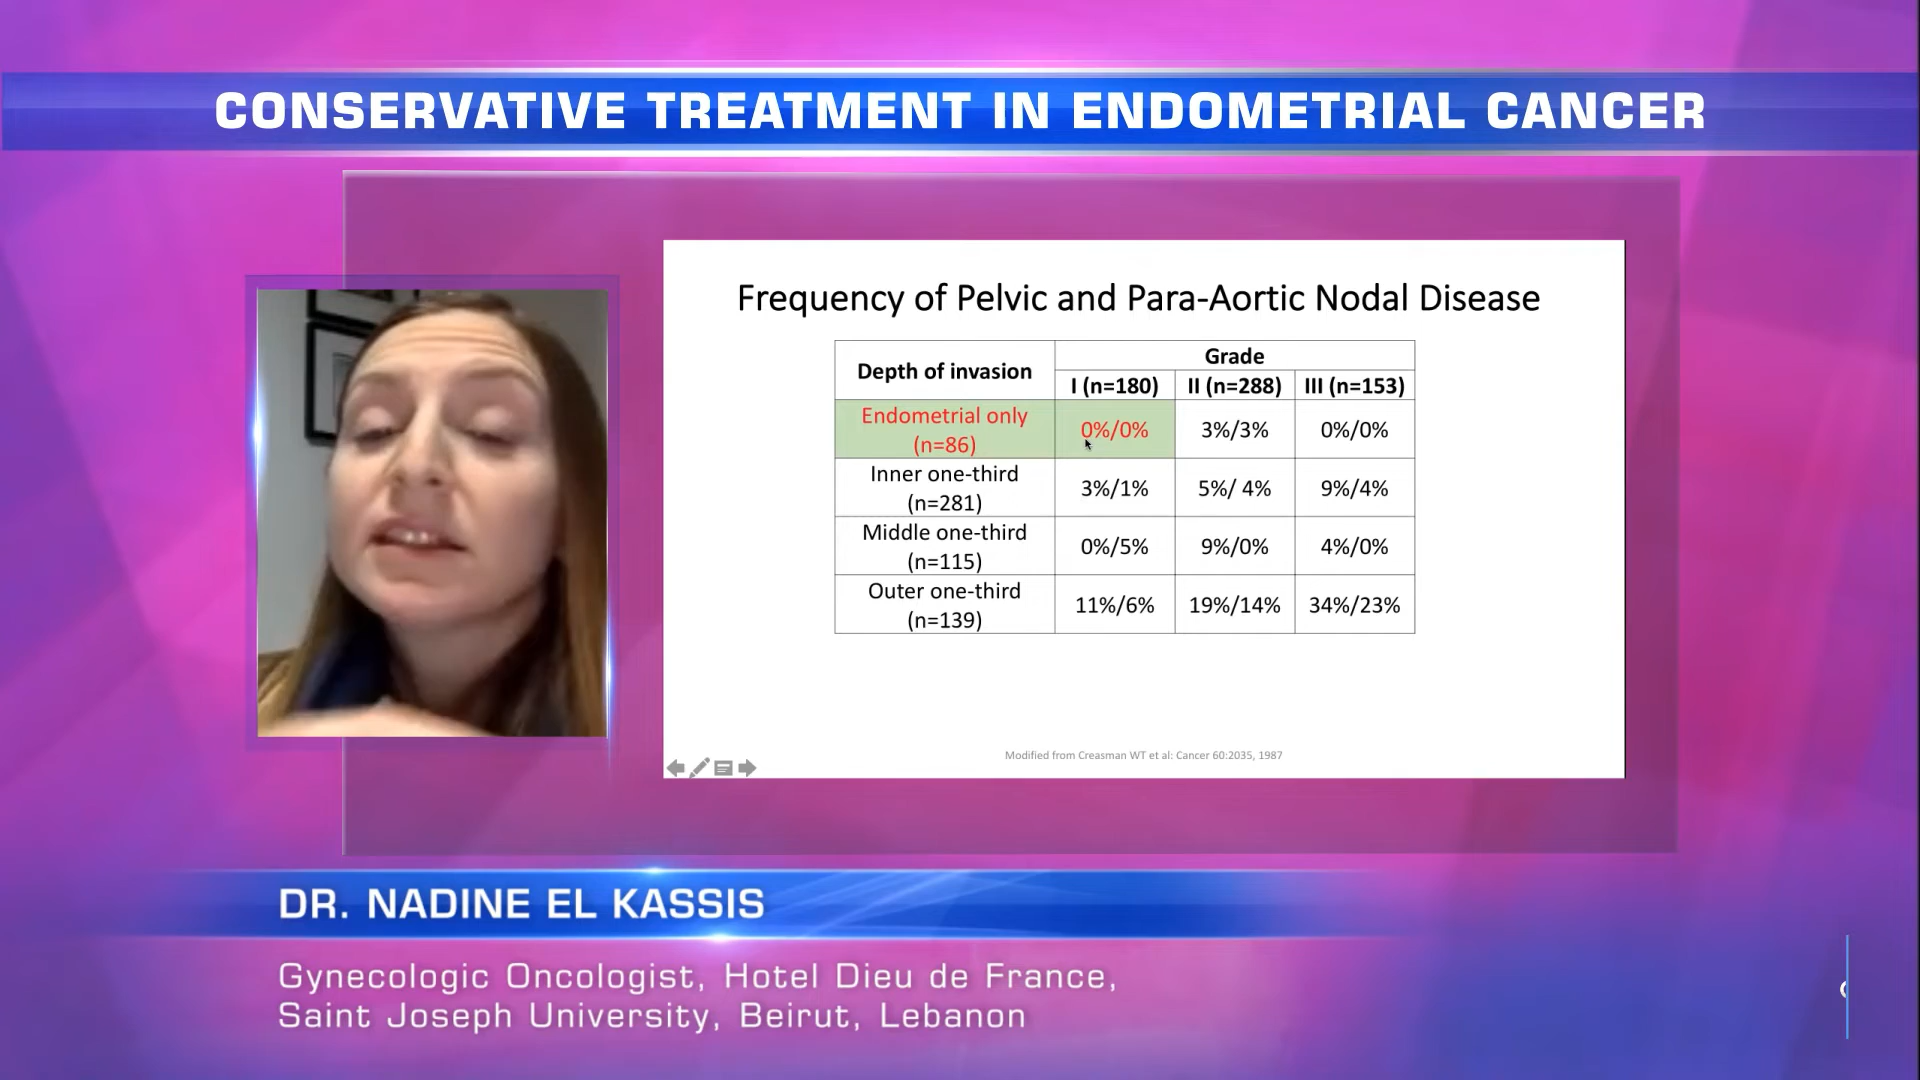 CONSERVATIVE TREATMENT IN ENDOMETRIAL CANCER
Frequency of Pelvic and Para-Aortic Nodal Disease
Depth of invasion
Grade
I (n=180) II (n=288) III (n=153)
Endometrial only
(n=86)
0%/0% 3%/3% 0%/0%
Inner one-third
(n=281)
3%/1% 5%/ 4% 9%/4%
Middle one-third
(n=115)
0%/5% 9%/0% 4%/0%
Outer one-third
(n=139)
11%/6% 19%/14% 34%/23%
Modified from Creasman WT et al: Cancer 60:2035, 1987
DR. NADINE EL KASSIS
Gynecologic Oncologist, Hotel Dieu de France,
Saint Joseph University, Beirut, Lebanon